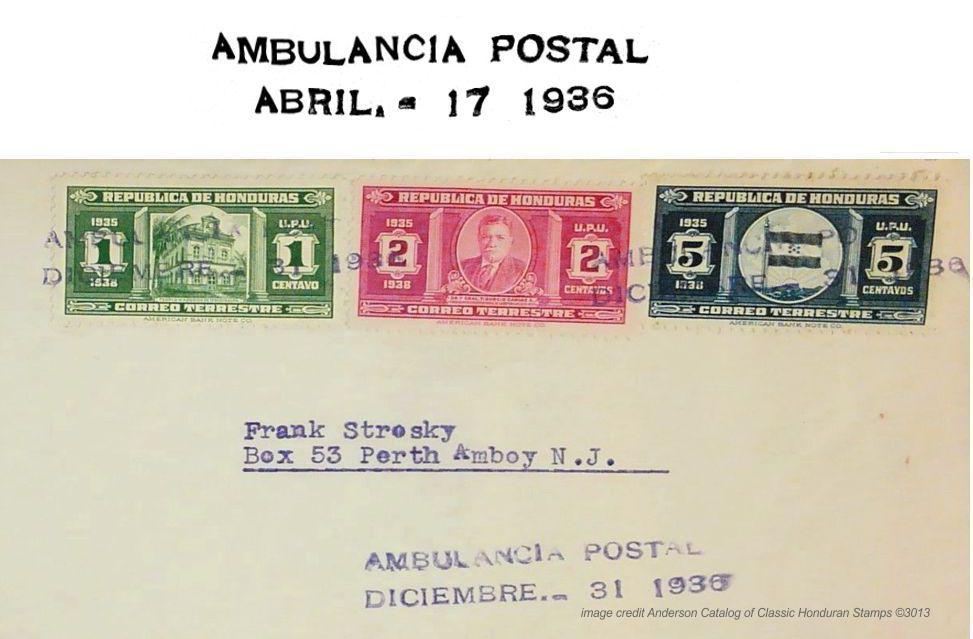 AMBULANCIA POSTAL
ABRIL. - 17 1936
REPUBLICA DE HONDURAS
1935 U.P.U.
1 1
1938 CENTAVO
CORREO TERRESTRE
AMERICAN BANK NOTE CO.
REPUBLICA DE HONDURAS
1935 U.P.U.
2 2
1938 CENTAVOS
CORREO TERRESTRE
AMERICAN BANK NOTE CO.
REPUBLICA DE HONDURAS
1935 U.P.U.
5 5
1938 CENTAVOS
CORREO TERRESTRE
AMERICAN BANK NOTE CO.
DICIEMBRE.- 31 1936
Frank Strosky
Box 53 Perth Amboy N.J.
AMBULANCIA POSTAL
DICIEMBRE.- 31 1936
image credit Anderson Catalog of Classic Honduran Stamps ©3013